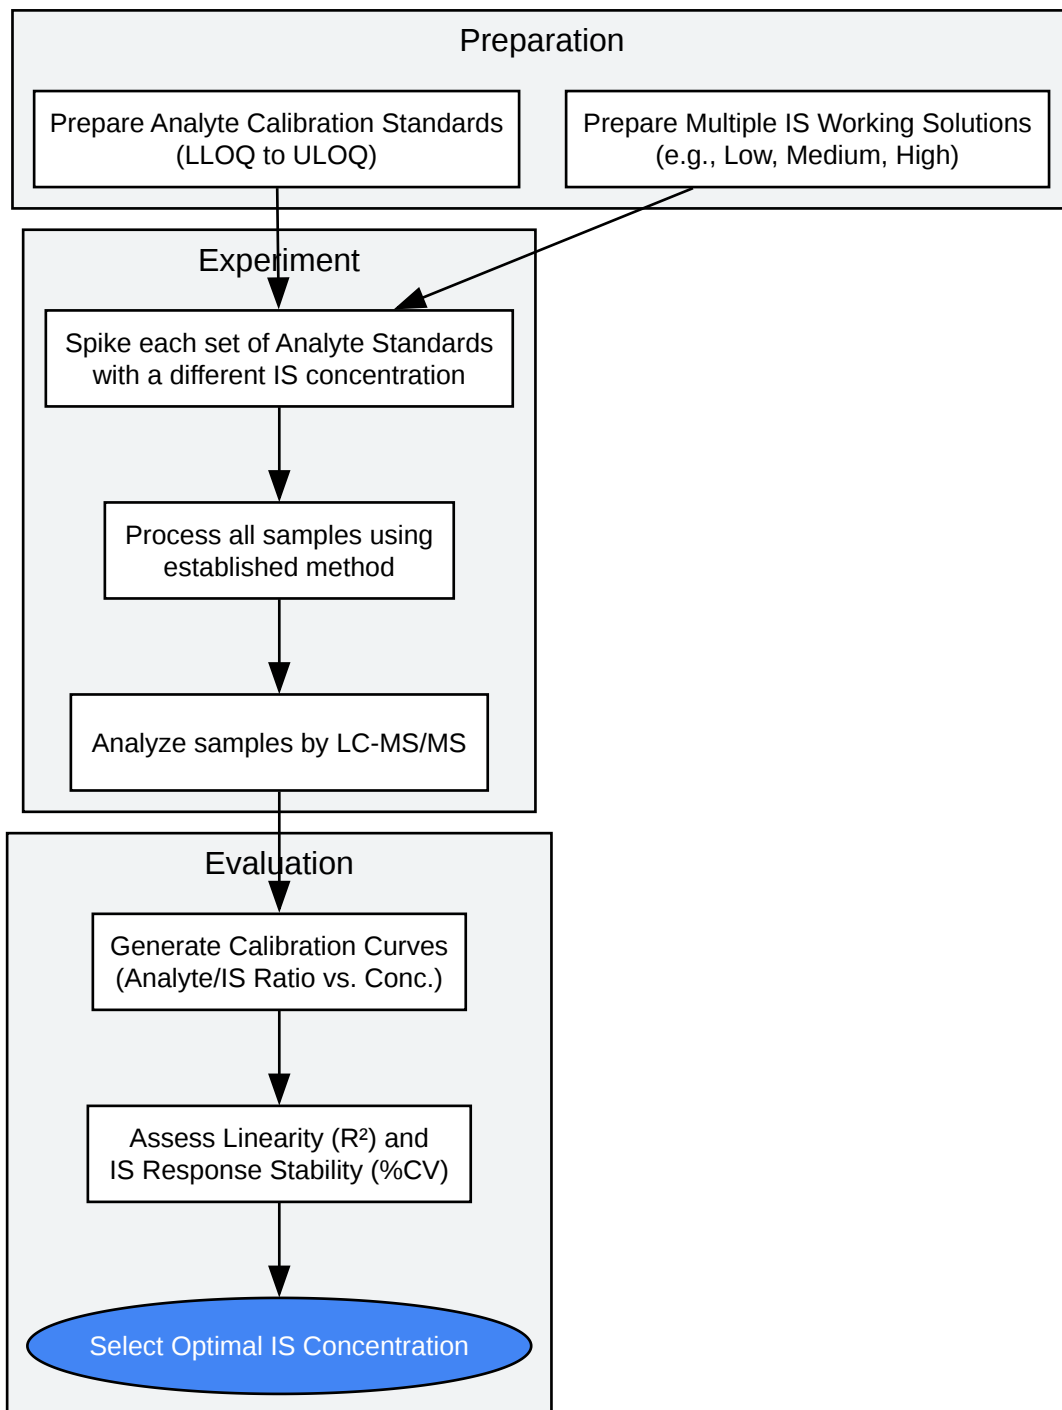 Preparation
Prepare Analyte Calibration Standards
(LLOQ to ULOQ)
Prepare Multiple IS Working Solutions
(e.g., Low, Medium, High)
Experiment
Spike each set of Analyte Standards
with a different IS concentration
Process all samples using
established method
Analyze samples by LC-MS/MS
Evaluation
Generate Calibration Curves
(Analyte/IS Ratio vs. Conc.)
Assess Linearity (R²) and
IS Response Stability (%CV)
Select Optimal IS Concentration